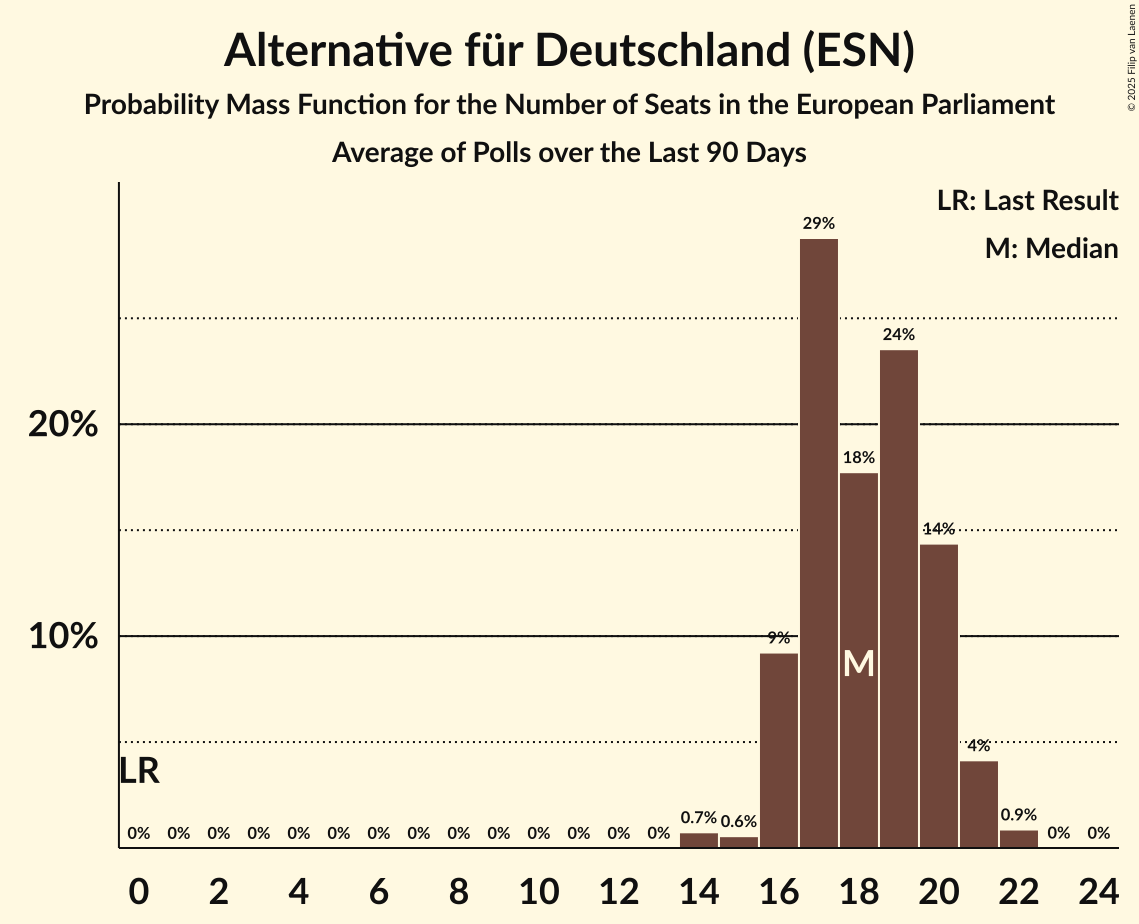 Alternative für Deutschland (ESN)
Probability Mass Function for the Number of Seats in the European Parliament
Average of Polls over the Last 90 Days
© 2025 Filip van Laenen
LR: Last Result
M: Median
29%
24%
20%
18%
14%
10%
9%
M
4%
LR
0% 0% 0% 0% 0% 0% 0% 0% 0% 0% 0% 0% 0% 0% 0.7% 0.6% 0.9% 0% 0%
0 2 4 6 8 10 12 14 16 18 20 22 24